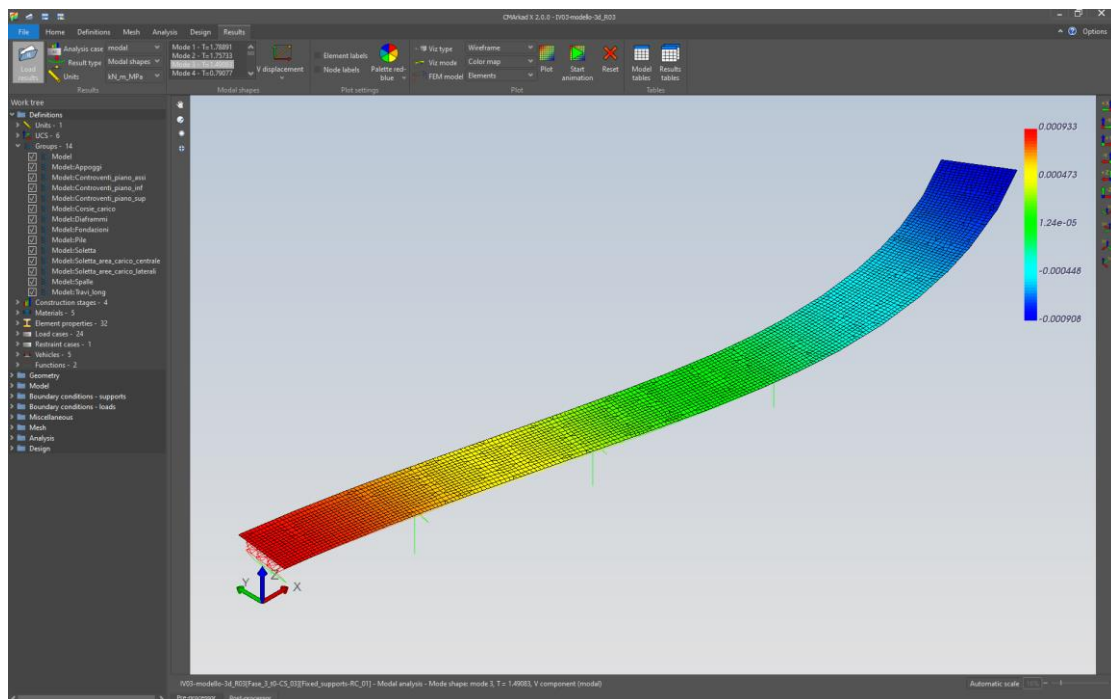 CMArkad X 2.0.0 - IV03-modello-3d_R03
File Home Definitions Mesh Analysis Design Results
Options
Load results
Analysis case model
Result type Modal shapes
Units kN_m_MPa
Results
Mode 1 - T=1.78891
Mode 2 - T=1.75733
Mode 3 - T=1.49083
Mode 4 - T=0.79077
V displacement
Modal shapes
Element labels
Node labels
Palette red-blue
Plot settings
Viz type Wireframe
Viz mode Color map
FEM model Elements
Plot
Start animation
Reset
Plot
Model tables
Results tables
Tables
Work tree
Definitions
Units - 1
UCS - 6
Groups - 14
Model
Model::Appoggi
Model::Controventi_piano_assi
Model::Controventi_piano_inf
Model::Controventi_piano_sup
Model::Corsie_carico
Model::Diaframmi
Model::Fondazioni
Model::Pile
Model::Soletta
Model::Soletta_area_carico_centrale
Model::Soletta_aree_carico_laterali
Model::Spalle
Model::Travi_long
Construction stages - 4
Materials - 5
Element properties - 32
Load cases - 24
Restraint cases - 1
Vehicles - 5
Functions - 2
Geometry
Model
Boundary conditions - supports
Boundary conditions - loads
Miscellaneous
Mesh
Analysis
Design
0.000933
0.000473
1.24e-05
-0.000448
-0.000908
Y Z X
IV03-modello-3d_R03[Fase_3_t0-CS_03][Fixed_supports-RC_01] - Modal analysis - Mode shape: mode 3, T = 1.49083, V component (model)
Automatic scale
Pre-processor Post-processor